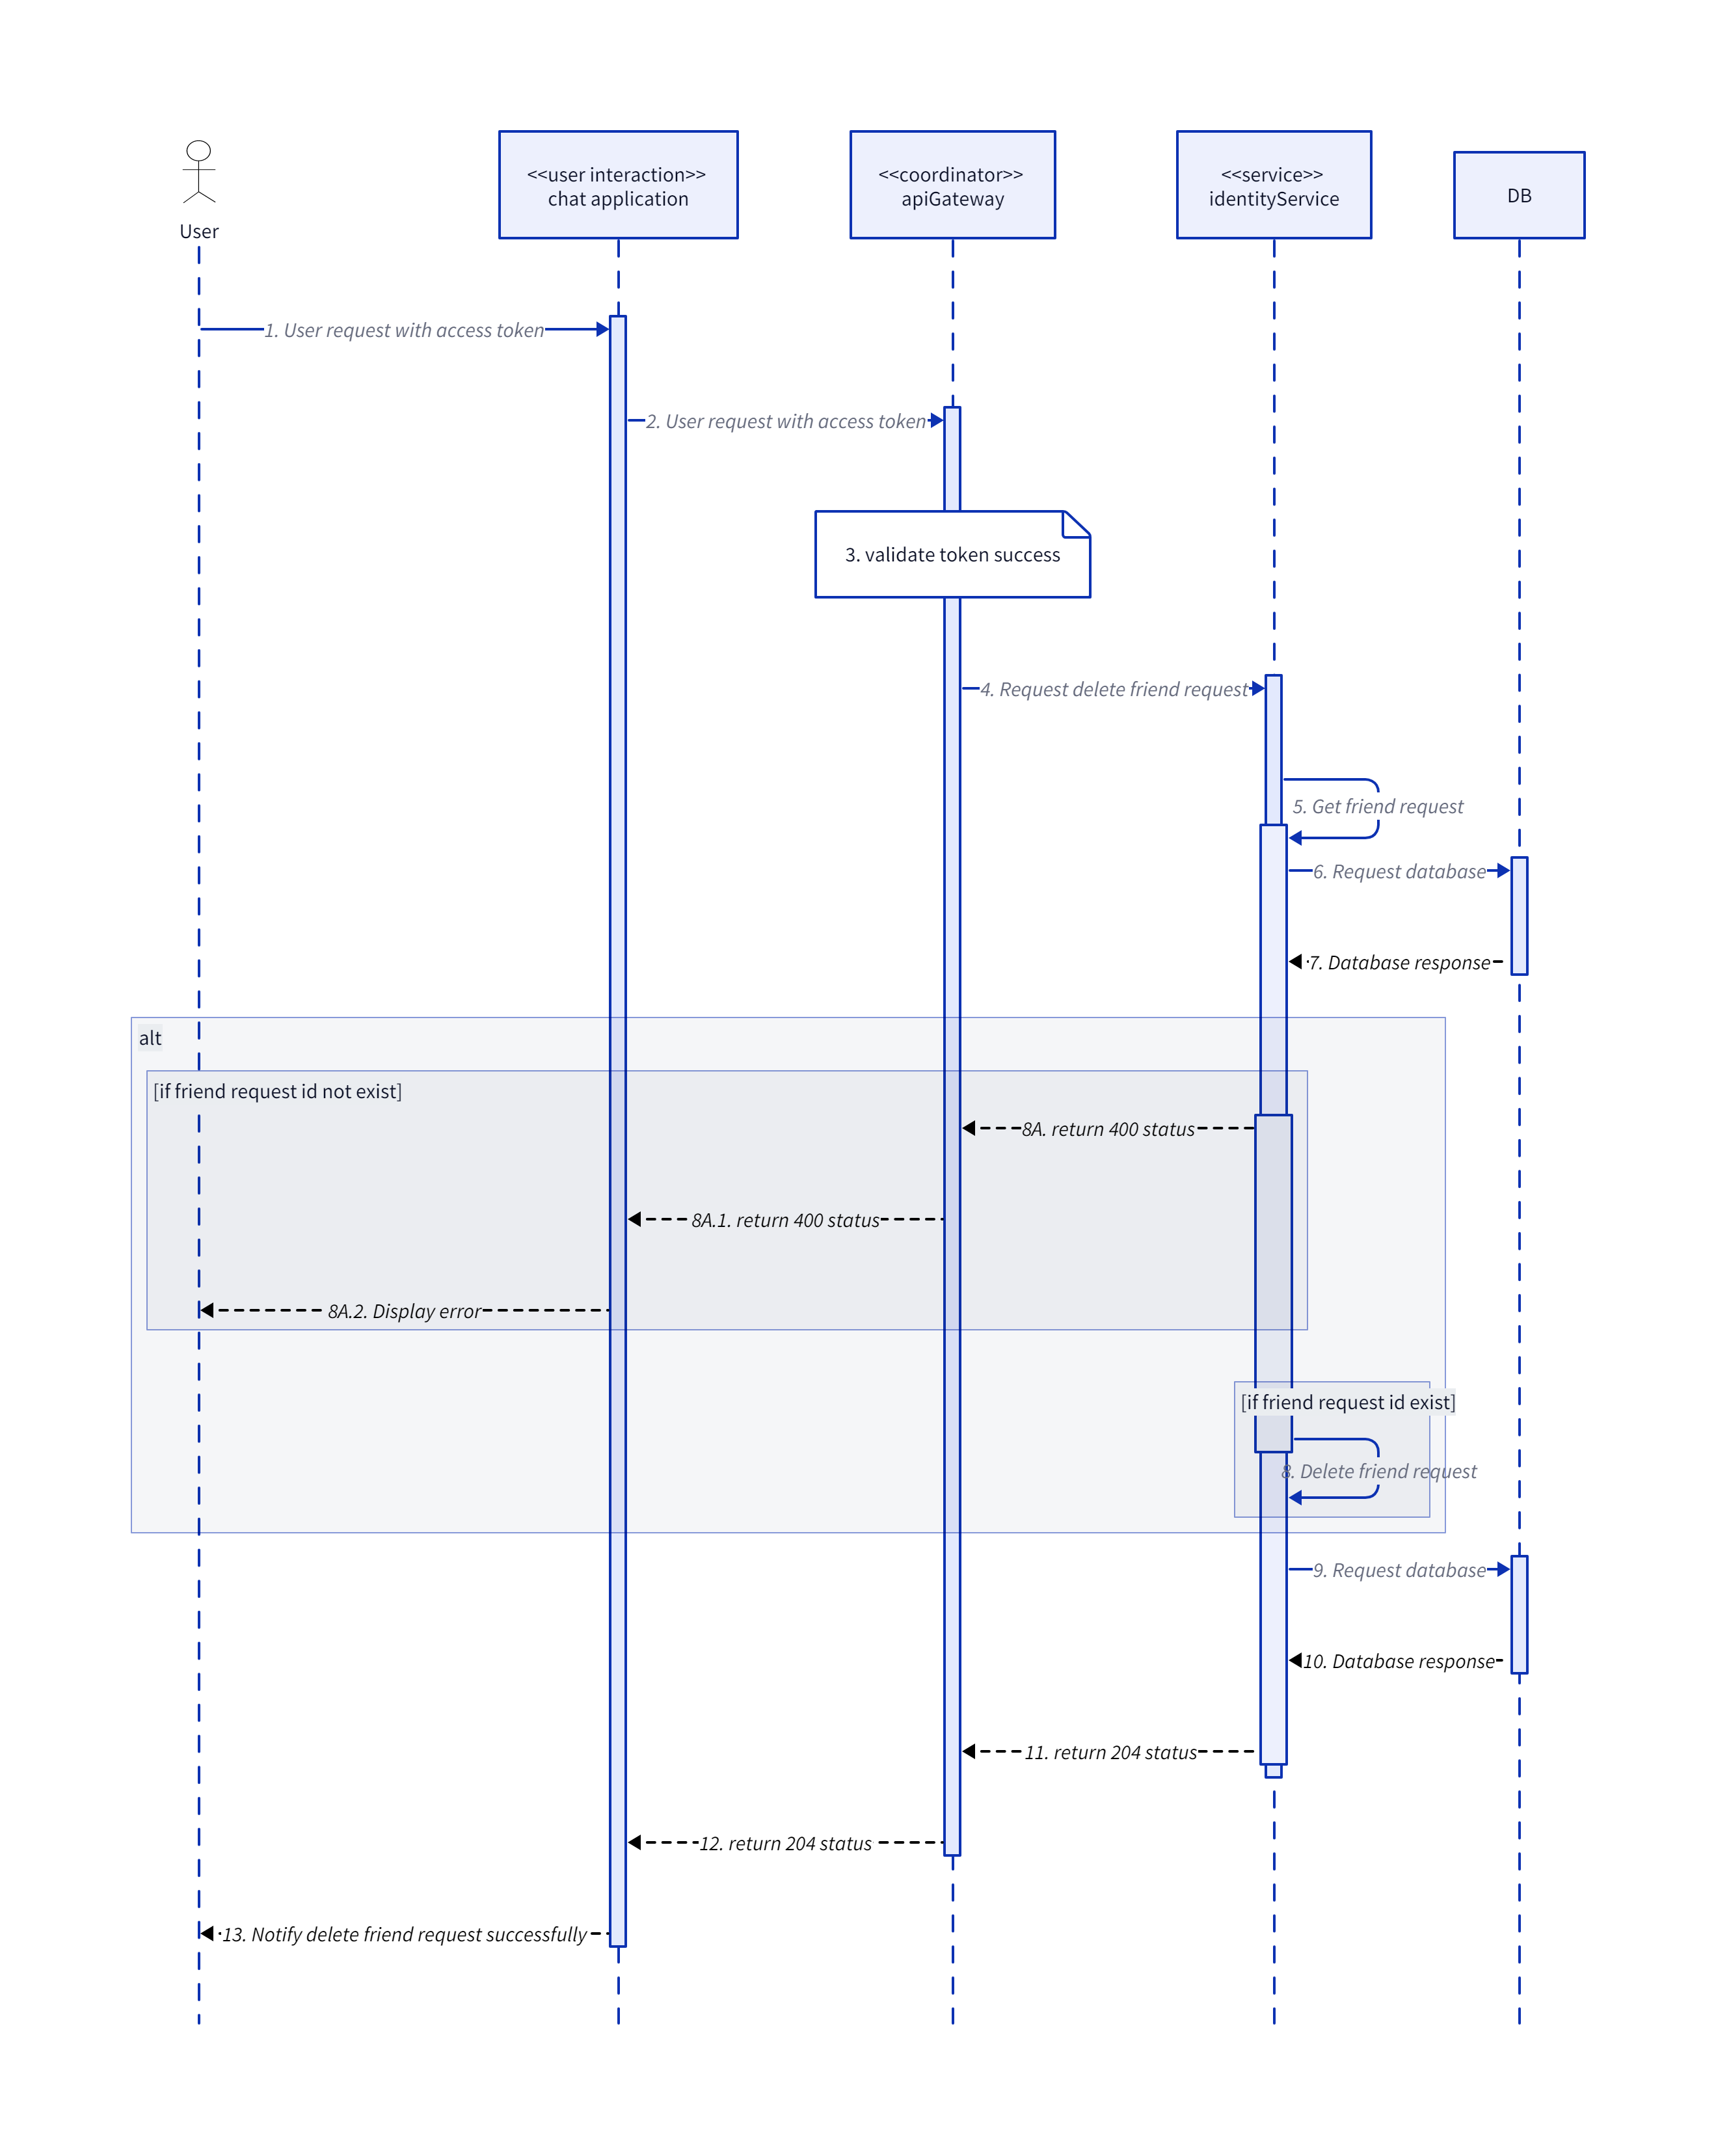 <<user interaction>>
chat application
<<coordinator>>
apiGateway
<<service>>
identityService
DB
User
1. User request with access token
2. User request with access token
3. validate token success
4. Request delete friend request
5. Get friend request
6. Request database
7. Database response
alt
[if friend request id not exist]
8A. return 400 status
8A.1. return 400 status
8A.2. Display error
[if friend request id exist]
8. Delete friend request
9. Request database
10. Database response
11. return 204 status
12. return 204 status
13. Notify delete friend request successfully